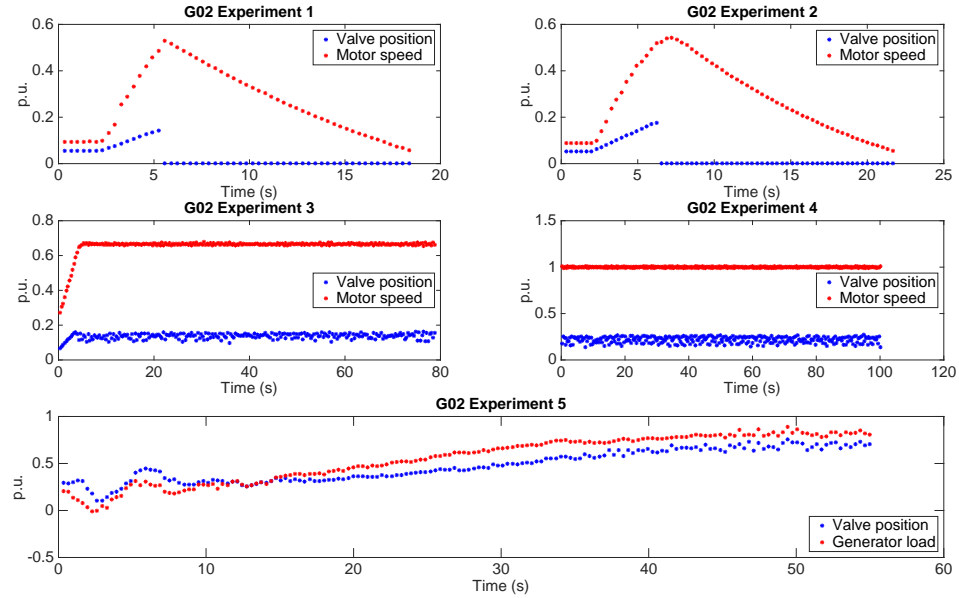 G02 Experiment 1
0.6
0.4
0.2
0
p.u.
Valve position
Motor speed
0 5 10 15 20
Time (s)
G02 Experiment 2
0.6
0.4
0.2
0
p.u.
Valve position
Motor speed
0 5 10 15 20 25
Time (s)
G02 Experiment 3
0.8
0.6
0.4
0.2
0
p.u.
Valve position
Motor speed
0 20 40 60 80
Time (s)
G02 Experiment 4
1.5
1
0.5
0
p.u.
Valve position
Motor speed
0 20 40 60 80 100 120
Time (s)
G02 Experiment 5
1
0.5
0
-0.5
p.u.
Valve position
Generator load
0 10 20 30 40 50 60
Time (s)